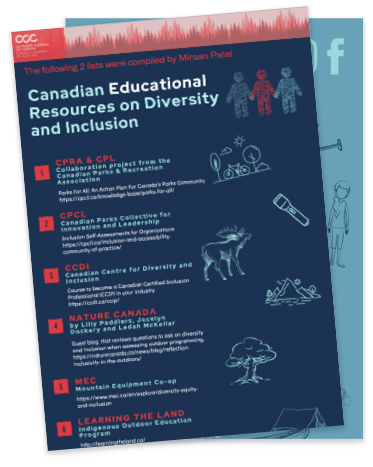 CCC
The following 2 lists were compiled by Miraan Patel
Canadian Educational
Resources on Diversity
and Inclusion
1
CPRA & CPL
Collaboration project from the
Canadian Parks & Recreation
Association
Parks For All: An Action Plan For Canada's Parks Community
https://cpcil.ca/knowledge-base/parks-for-all/
2
CPCL
Canadian Parks Collective for
Innovation and Leadership
Inclusion Self-Assessments for Organizations
https://cpcil.ca/inclusion-and-accessibility-
community-of-practice/
3
CCDI
Canadian Centre for Diversity and
Inclusion
Course to become a Canadian Certified Inclusion
Professional (CCIP) in your industry
https://ccdi.ca/ccip/
4
NATURE CANADA
by Lilly Paddlers, Jocelyn
Dockery and Ledah McKellar
Guest blog that reviews questions to ask on diversity
and inclusion when assessing outdoor programming.
https://naturecanada.ca/news/blog/reflection-
inclusivity-in-the-outdoors/
5
MEC
Mountain Equipment Co-op
https://www.mec.ca/en/explore/diversity-equity-
and-inclusion
6
LEARNING THE LAND
Indigenous Outdoor Education
Program
http://learningtheland.ca/
f